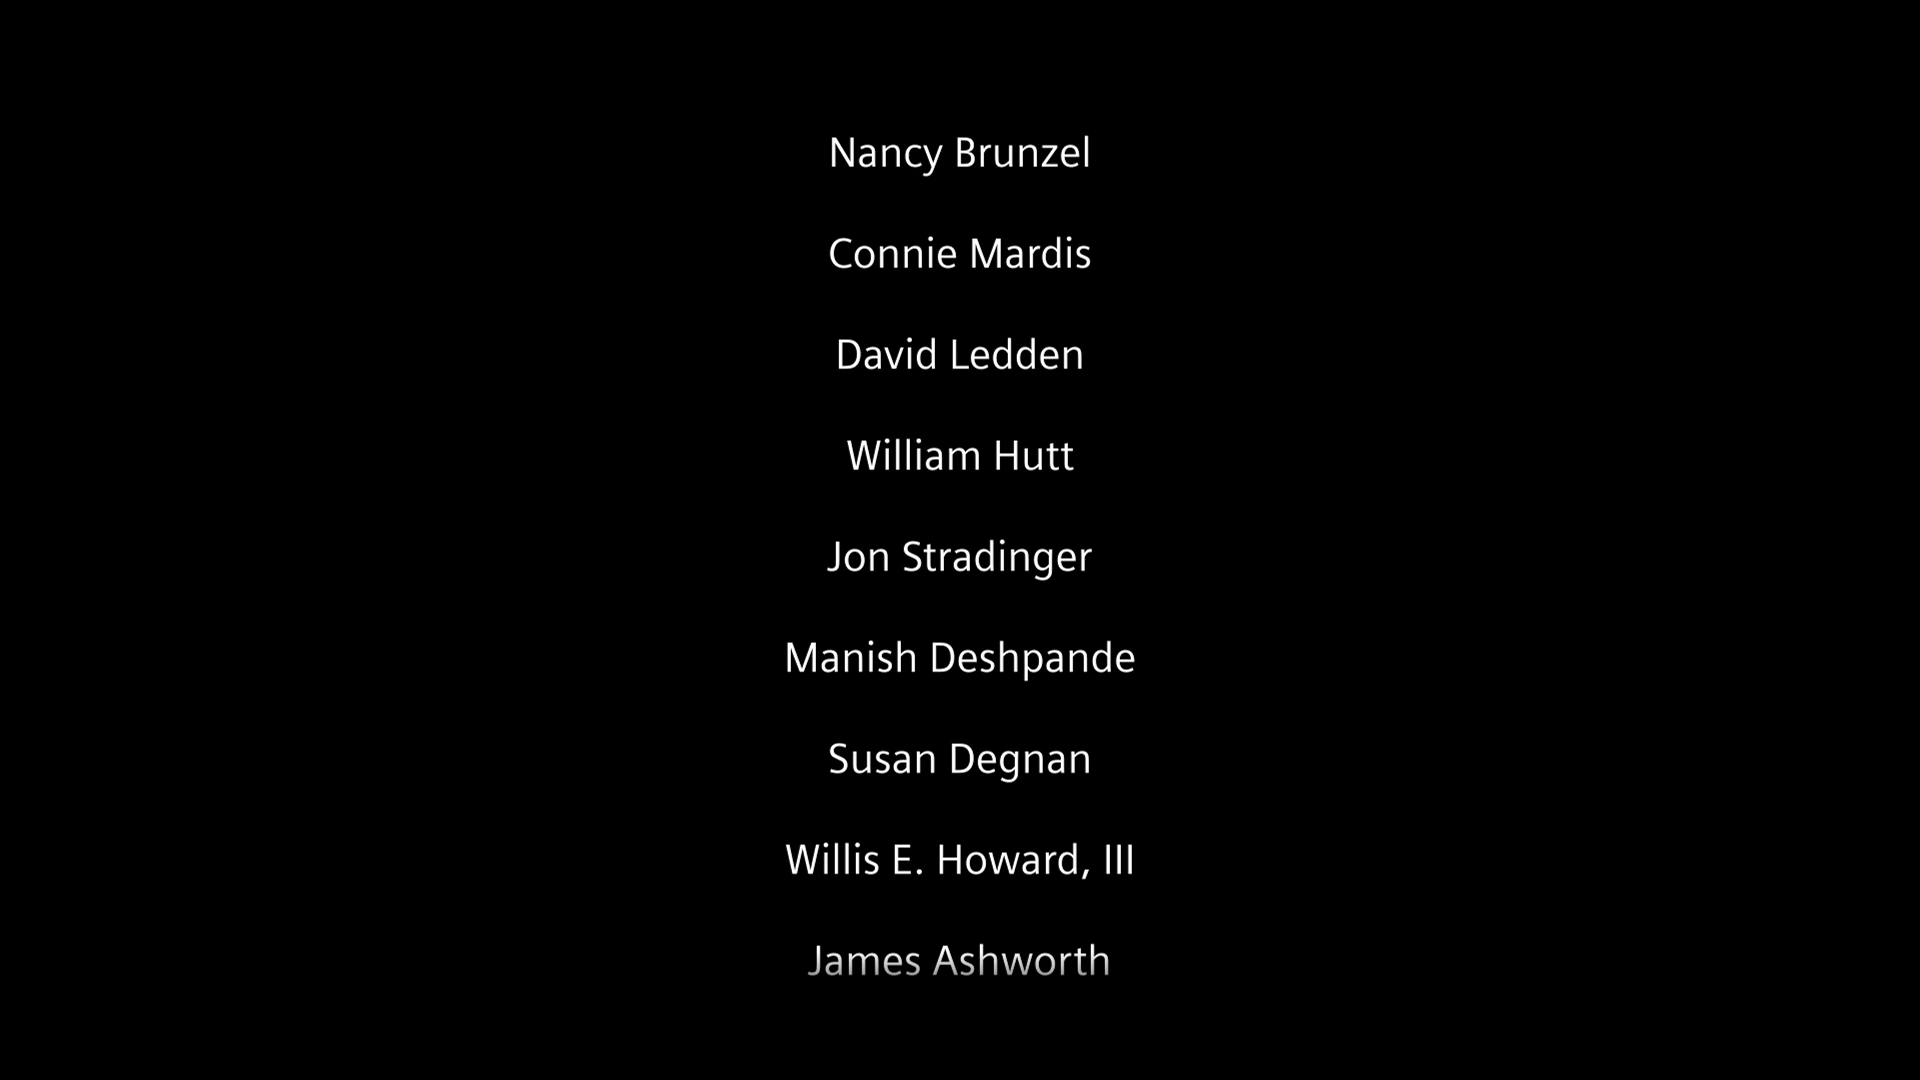 Nancy Brunzel
Connie Mardis
David Ledden
William Hutt
Jon Stradinger
Manish Deshpande
Susan Degnan
Willis E. Howard, III
James Ashworth